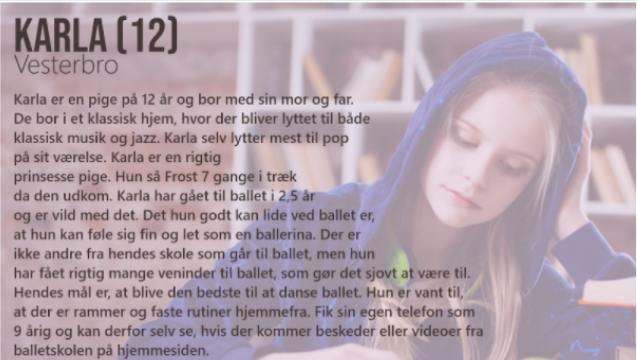 KARLA (12)
Vesterbro
Karla er en pige på 12 år og bor med sin mor og far.
De bor i et klassisk hjem, hvor der bliver lyttet til både
klassisk musik og jazz. Karla selv lytter mest til pop
på sit værelse. Karla er en rigtig
prinsesse pige. Hun så Frost 7 gange i træk
da den udkom. Karla har gået til ballet i 2,5 år
og er vild med det. Det hun godt kan lide ved ballet er,
at hun kan føle sig fin og let som en ballerina. Der er
ikke andre fra hendes skole som går til ballet, men hun
har fået rigtig mange veninder til ballet, som gør det sjovt at være til.
Hendes mål er, at blive den bedste til at danse ballet. Hun er vant til,
at der er rammer og faste rutiner hjemmefra. Fik sin egen telefon som
9 årig og kan derfor selv se, hvis der kommer beskeder eller videoer fra
balletskolen på hjemmesiden.